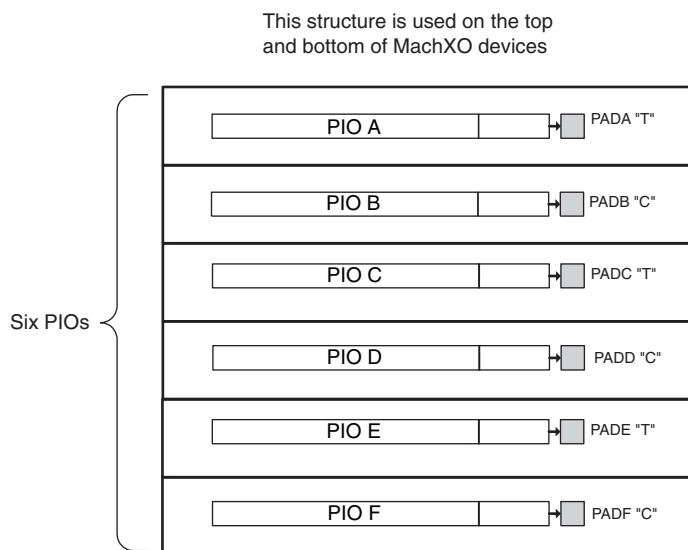 This structure is used on the top
and bottom of MachXO devices
PIO A
PADA "T"
PIO B
PADB "C"
PIO C
PADC "T"
Six PIOs
PIO D
PADD "C"
PIO E
PADE "T"
PIO F
PADF "C"